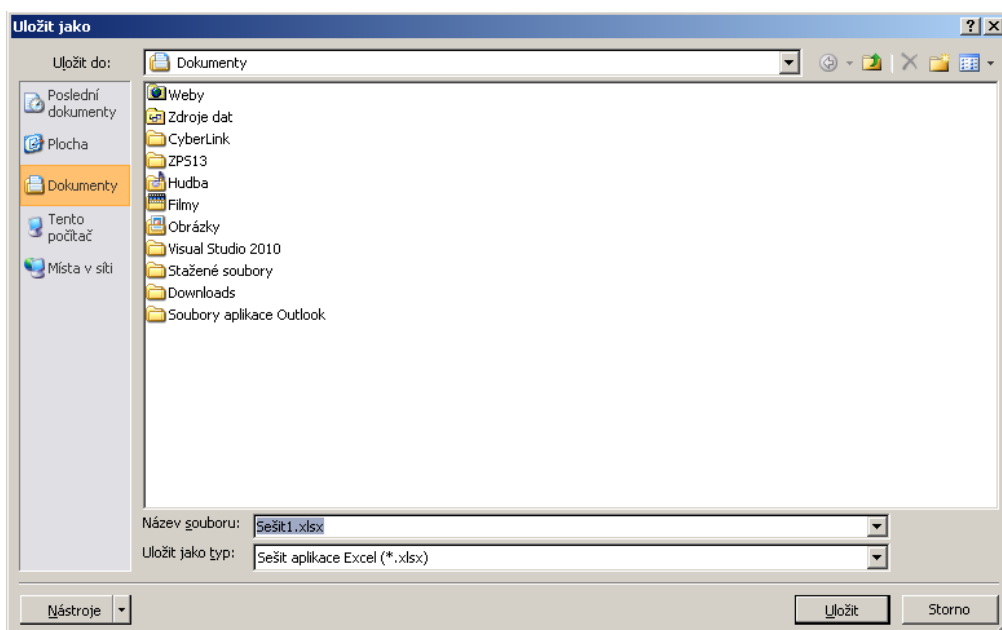 Uložit jako
Uložit do:
Dokumenty
Poslední
dokumenty
Plocha
Dokumenty
Tento
počítač
Místa v síti
Weby
Zdroje dat
CyberLink
ZPS13
Hudba
Filmy
Obrázky
Visual Studio 2010
Stažené soubory
Downloads
Soubory aplikace Outlook
Název souboru:
Sešit1.xlsx
Uložit jako typ:
Sešit aplikace Excel (*.xlsx)
Nástroje
Uložit
Storno